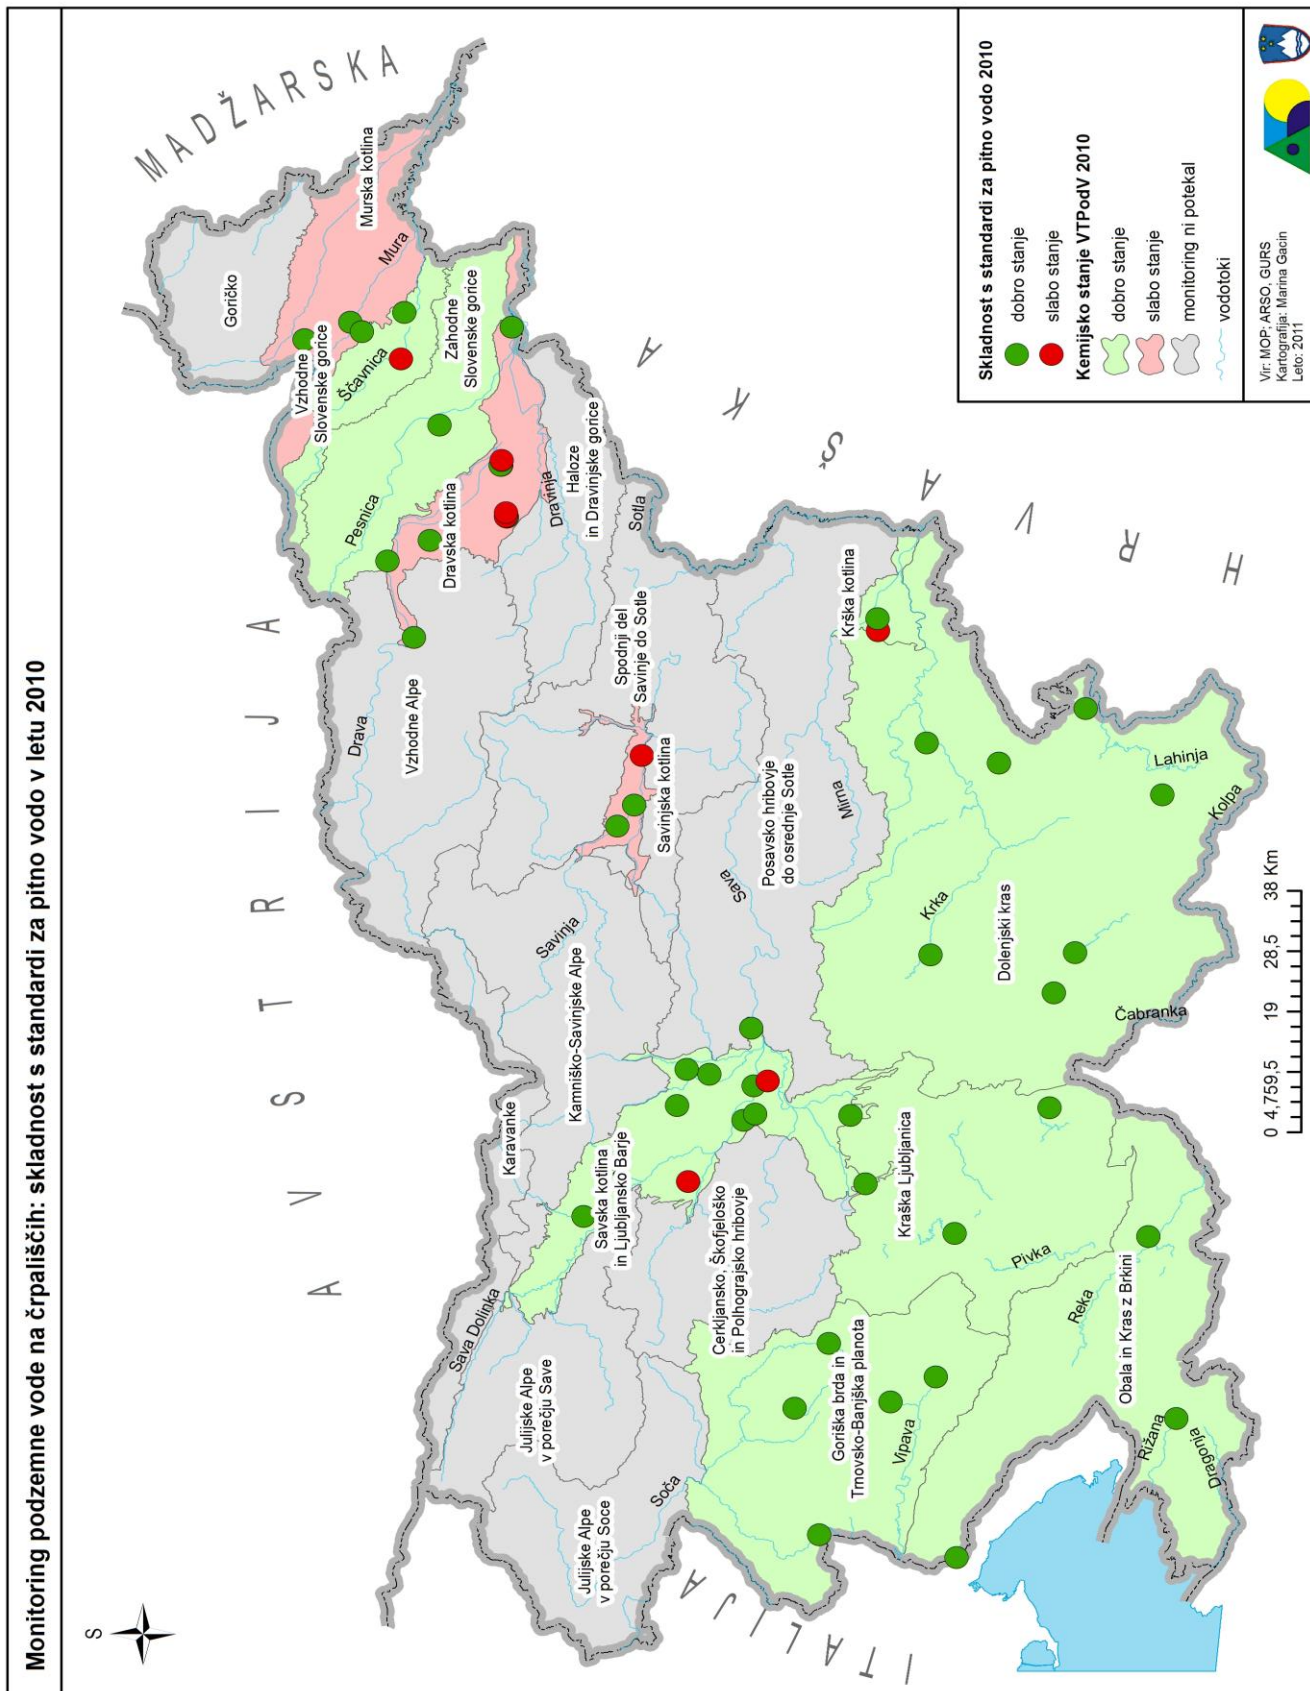 Monitoring podzemne vode na črpališčih: skladnost s standardi za pitno vodo v letu 2010
S
MADŽARSKA
AVSTRIJA
ITALIJA
HRVAŠKA
Goričko
Murska kotlina
Mura
Vzhodne
Slovenske gorice
Ščavnica
Zahodne
Slovenske gorice
Pesnica
Dravska kotlina
Dravinja
Haloze
in Dravinjske gorice
Sotla
Drava
Vzhodne Alpe
Spodnji del
Savinje do Sotle
Savinjska kotlina
Krška kotlina
Posavsko hribovje
do osrednje Sotle
Mirna
Sava
Savinja
Kamniško-Savinjske Alpe
Karavanke
Savska kotlina
in Ljubljansko Barje
Sava Dolinka
Julijske Alpe
v porečju Save
Julijske Alpe
v porečju Soce
Soča
Cerkljansko, Škofjeloško
in Polhograjsko hribovje
Goriška brda in
Trnovsko-Banjška planota
Vipava
Kraška Ljubljanica
Pivka
Reka
Obala in Kras z Brkini
Rižana
Dragonja
Krka
Dolenjski kras
Čabranka
Lahinja
Kolpa
0 4,759,5 19 28,5 38 Km
Skladnost s standardi za pitno vodo 2010
dobro stanje
slabo stanje
Kemijsko stanje VTPodV 2010
dobro stanje
slabo stanje
monitoring ni potekal
vodotoki
Vir: MOP; ARSO, GURS
Kartografija: Marina Gacin
Leto: 2011